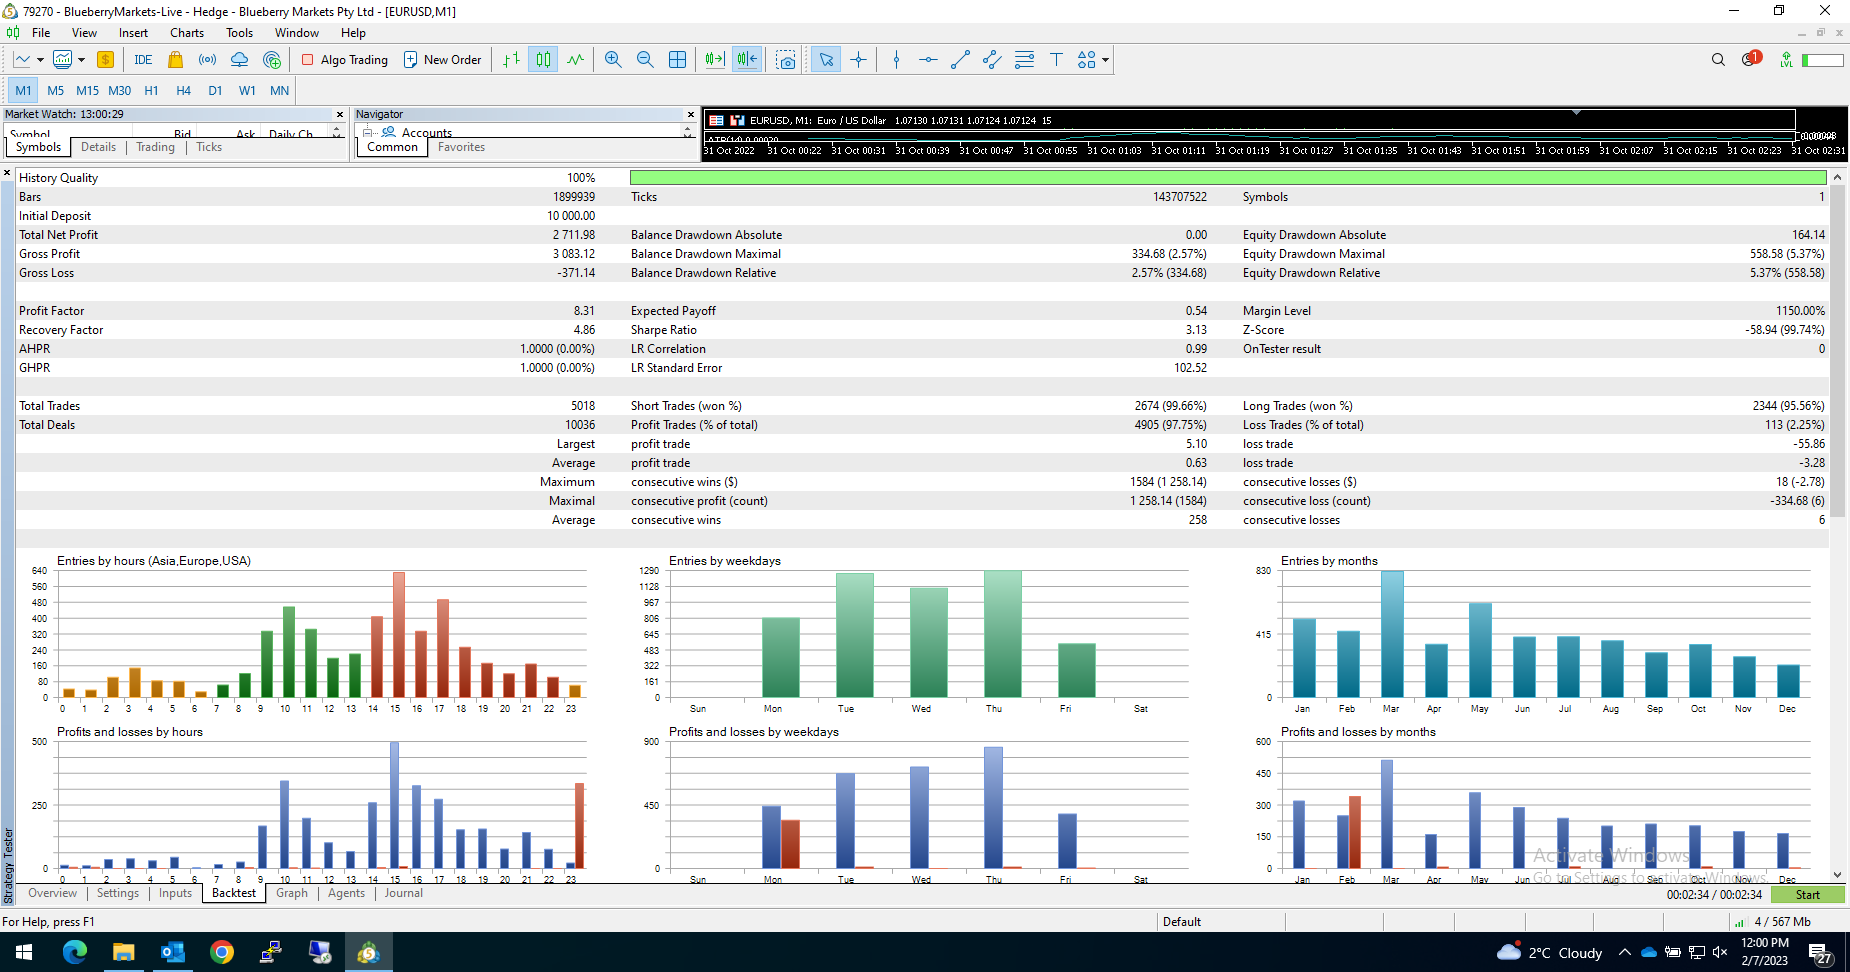 79270 - BlueberryMarkets-Live - Hedge - Blueberry Markets Pty Ltd - [EURUSD,M1]
File View Insert Charts Tools Window Help
IDE Algo Trading New Order 1 LVL
M1 M5 M15 M30 H1 H4 D1 W1 MN
Market Watch: 13:00:29
Symbol Bid Ask Daily Ch...
Symbols Details Trading Ticks
Navigator
Accounts
Common Favorites
EURUSD, M1: Euro / US Dollar 1.07130 1.07131 1.07124 1.07124 15
ATR(14) 0.00020
31 Oct 2022 31 Oct 00:22 31 Oct 00:31 31 Oct 00:39 31 Oct 00:47 31 Oct 00:55 31 Oct 01:03 31 Oct 01:11 31 Oct 01:19 31 Oct 01:27 31 Oct 01:35 31 Oct 01:43 31 Oct 01:51 31 Oct 01:59 31 Oct 02:07 31 Oct 02:15 31 Oct 02:23 31 Oct 02:31
History Quality 100%
Bars 1899939 Ticks 143707522 Symbols 1
Initial Deposit 10 000.00
Total Net Profit 2 711.98 Balance Drawdown Absolute 0.00 Equity Drawdown Absolute 164.14
Gross Profit 3 083.12 Balance Drawdown Maximal 334.68 (2.57%) Equity Drawdown Maximal 558.58 (5.37%)
Gross Loss -371.14 Balance Drawdown Relative 2.57% (334.68) Equity Drawdown Relative 5.37% (558.58)
Profit Factor 8.31 Expected Payoff 0.54 Margin Level 1150.00%
Recovery Factor 4.86 Sharpe Ratio 3.13 Z-Score -58.94 (99.74%)
AHPR 1.0000 (0.00%) LR Correlation 0.99 OnTester result 0
GHPR 1.0000 (0.00%) LR Standard Error 102.52
Total Trades 5018 Short Trades (won %) 2674 (99.66%) Long Trades (won %) 2344 (95.56%)
Total Deals 10036 Profit Trades (% of total) 4905 (97.75%) Loss Trades (% of total) 113 (2.25%)
Largest profit trade 5.10 loss trade -55.86
Average profit trade 0.63 loss trade -3.28
Maximum consecutive wins ($) 1584 (1 258.14) consecutive losses ($) 18 (-2.78)
Maximal consecutive profit (count) 1 258.14 (1584) consecutive loss (count) -334.68 (6)
Average consecutive wins 258 consecutive losses 6
Entries by hours (Asia,Europe,USA)
640
560
480
400
320
240
160
80
0
0 1 2 3 4 5 6 7 8 9 10 11 12 13 14 15 16 17 18 19 20 21 22 23
Entries by weekdays
1290
1128
967
806
645
483
322
161
0
Sun Mon Tue Wed Thu Fri Sat
Entries by months
830
415
0
Jan Feb Mar Apr May Jun Jul Aug Sep Oct Nov Dec
Profits and losses by hours
500
250
0
0 1 2 3 4 5 6 7 8 9 10 11 12 13 14 15 16 17 18 19 20 21 22 23
Profits and losses by weekdays
900
450
0
Sun Mon Tue Wed Thu Fri Sat
Profits and losses by months
600
450
300
150
0
Jan Feb Mar Apr May Jun Jul Aug Sep Oct Nov Dec
Activate Windows
Go to Settings to activate Windows.
Strategy Tester
Overview Settings Inputs Backtest Graph Agents Journal
00:02:34 / 00:02:34 Start
For Help, press F1 Default 4 / 567 Mb
2°C Cloudy 12:00 PM
2/7/2023 27